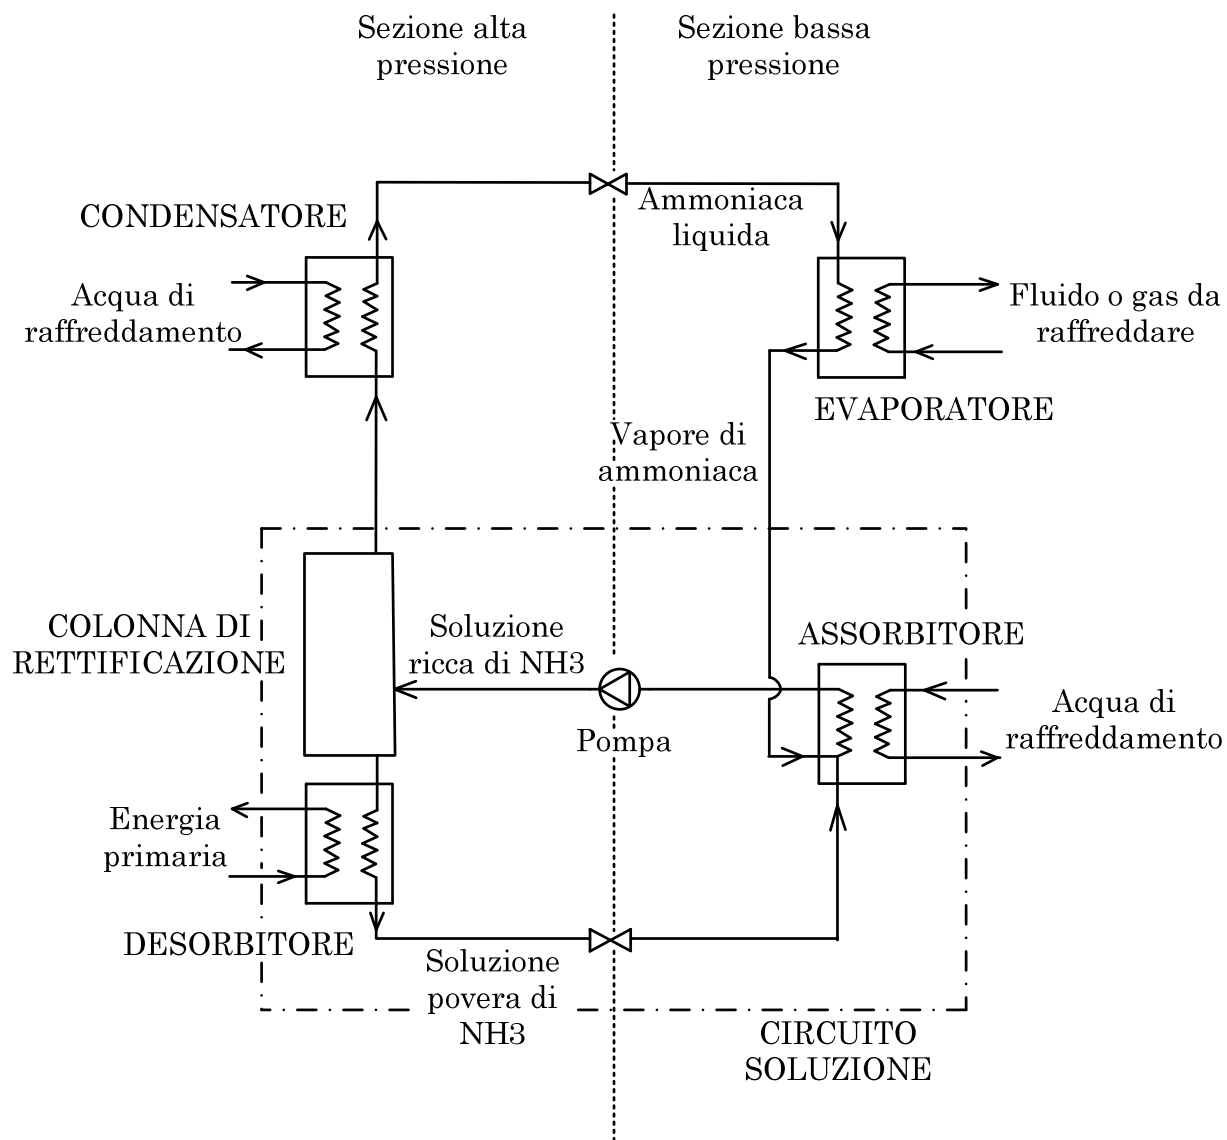 Sezione alta
pressione
Sezione bassa
pressione
CONDENSATORE
Ammoniaca
liquida
Acqua di
raffreddamento
Fluido o gas da
raffreddare
EVAPORATORE
Vapore di
ammoniaca
COLONNA DI
RETTIFICAZIONE
Soluzione
ricca di NH3
ASSORBITORE
Pompa
Acqua di
raffreddamento
Energia
primaria
DESORBITORE
Soluzione
povera di
NH3
CIRCUITO
SOLUZIONE